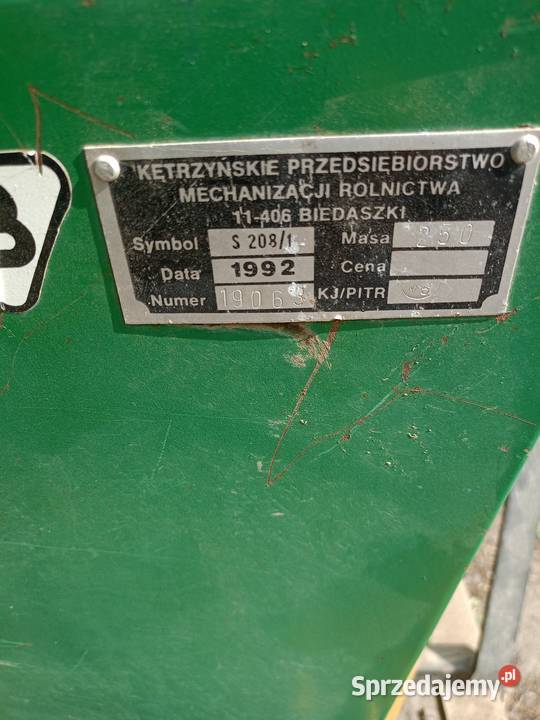 B
KĘTRZYŃSKIE PRZEDSIĘBIORSTWO
MECHANIZACJI ROLNICTWA
11-406 BIEDASZKI
Symbol S 208/1 Masa 250
Data 1992 Cena
Numer 19065 KJ/PITR
Sprzedajemy.pl